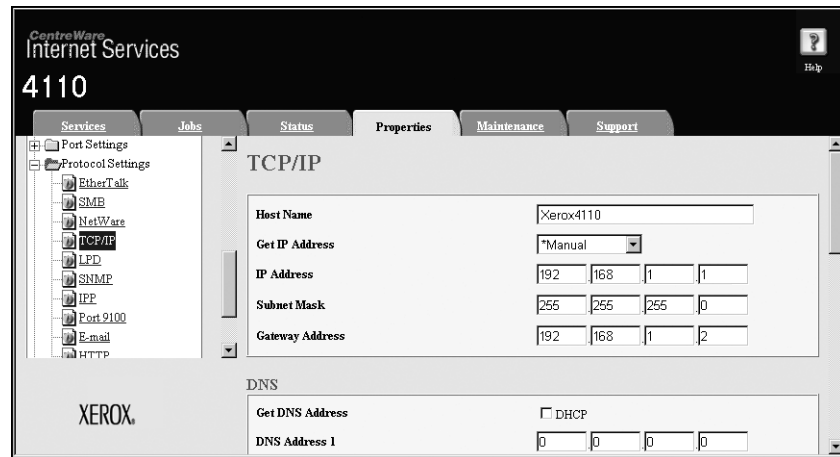 CentreWare
Internet Services
4110
Help
Services Jobs Status Properties Maintenance Support
Port Settings
Protocol Settings
EtherTalk
SMB
NetWare
TCP/IP
LPD
SNMP
IPP
Port 9100
E-mail
HTTP
XEROX®
TCP/IP
Host Name Xerox4110
Get IP Address *Manual
IP Address 192 .168 .1 .1
Subnet Mask 255 .255 .255 .0
Gateway Address 192 .168 .1 .2
DNS
Get DNS Address DHCP
DNS Address 1 0 .0 .0 .0